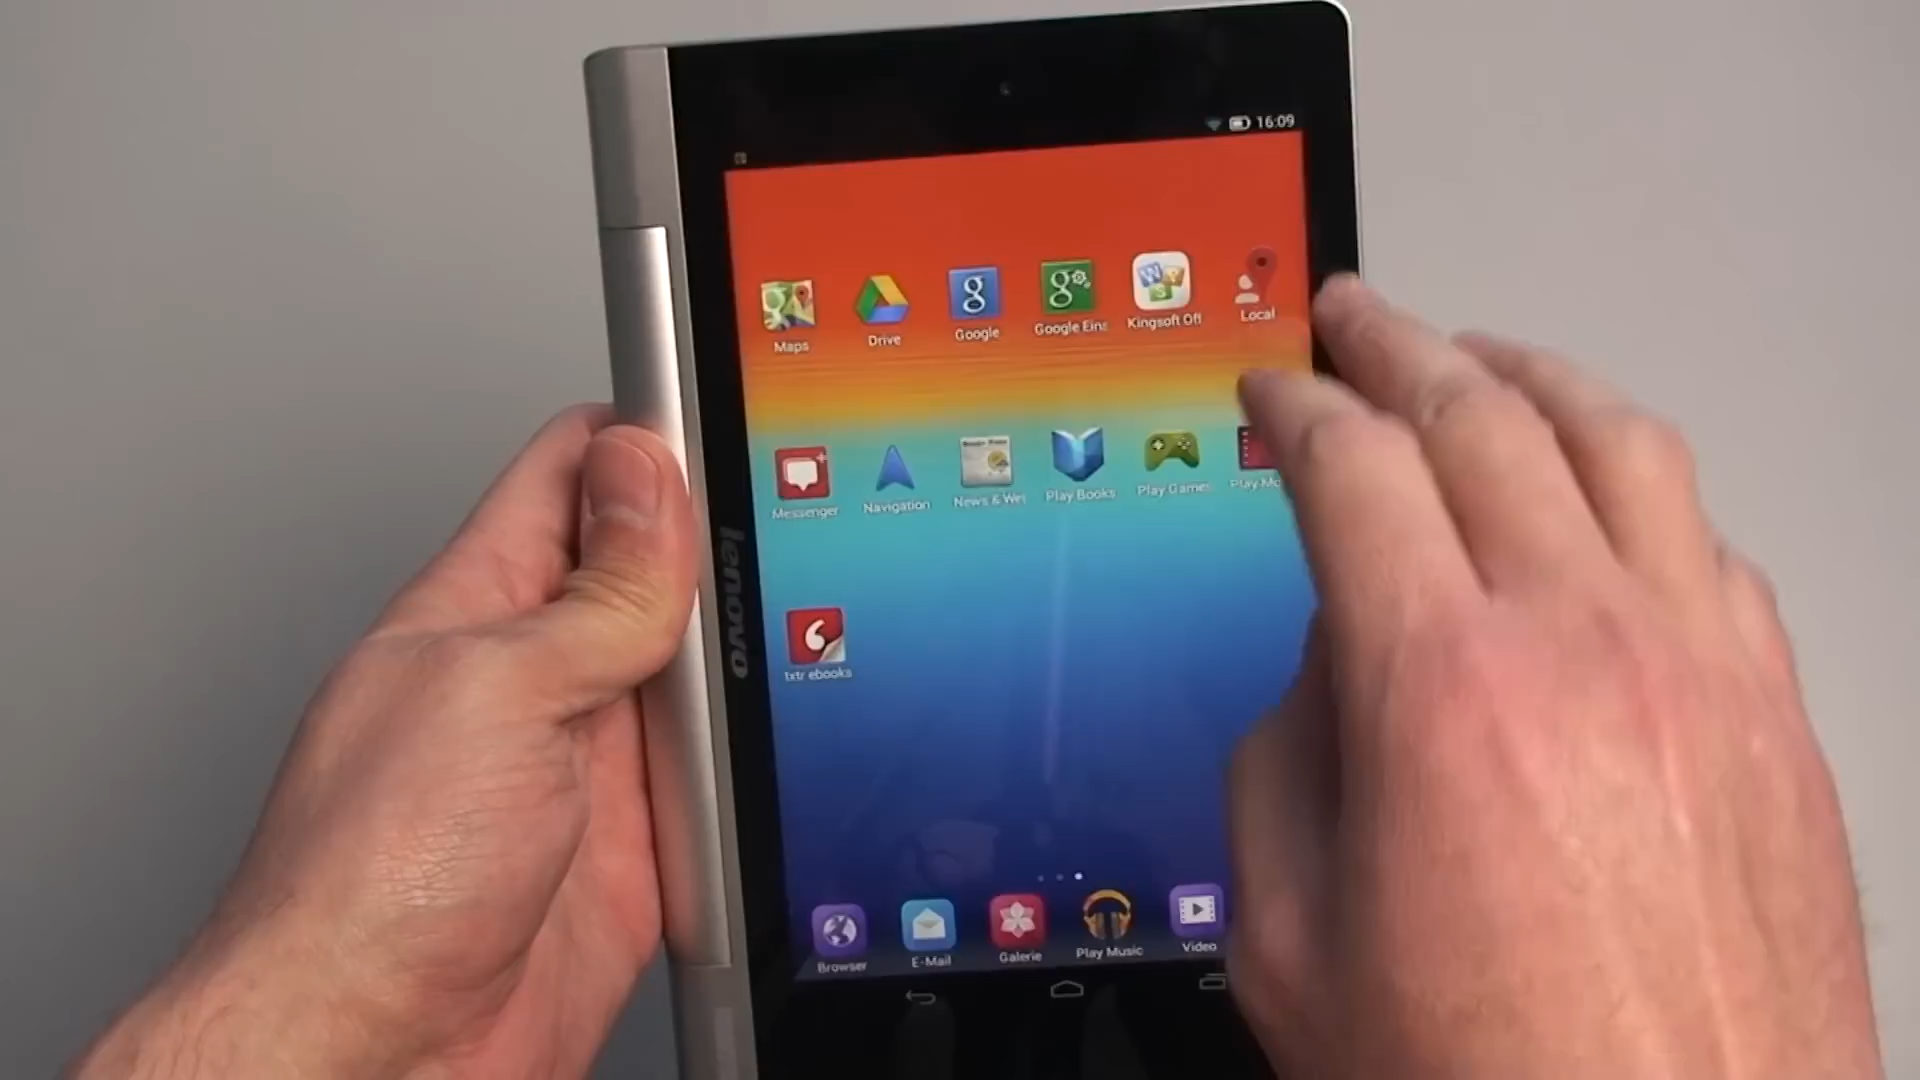 16:09
Maps
Drive
Google
Google Eins
Kingsoft Off
Local
Messenger
Navigation
News & Wet
Play Books
Play Games
Play Mo
txtr ebooks
lenovo
Browser
E-Mail
Galerie
Play Music
Video